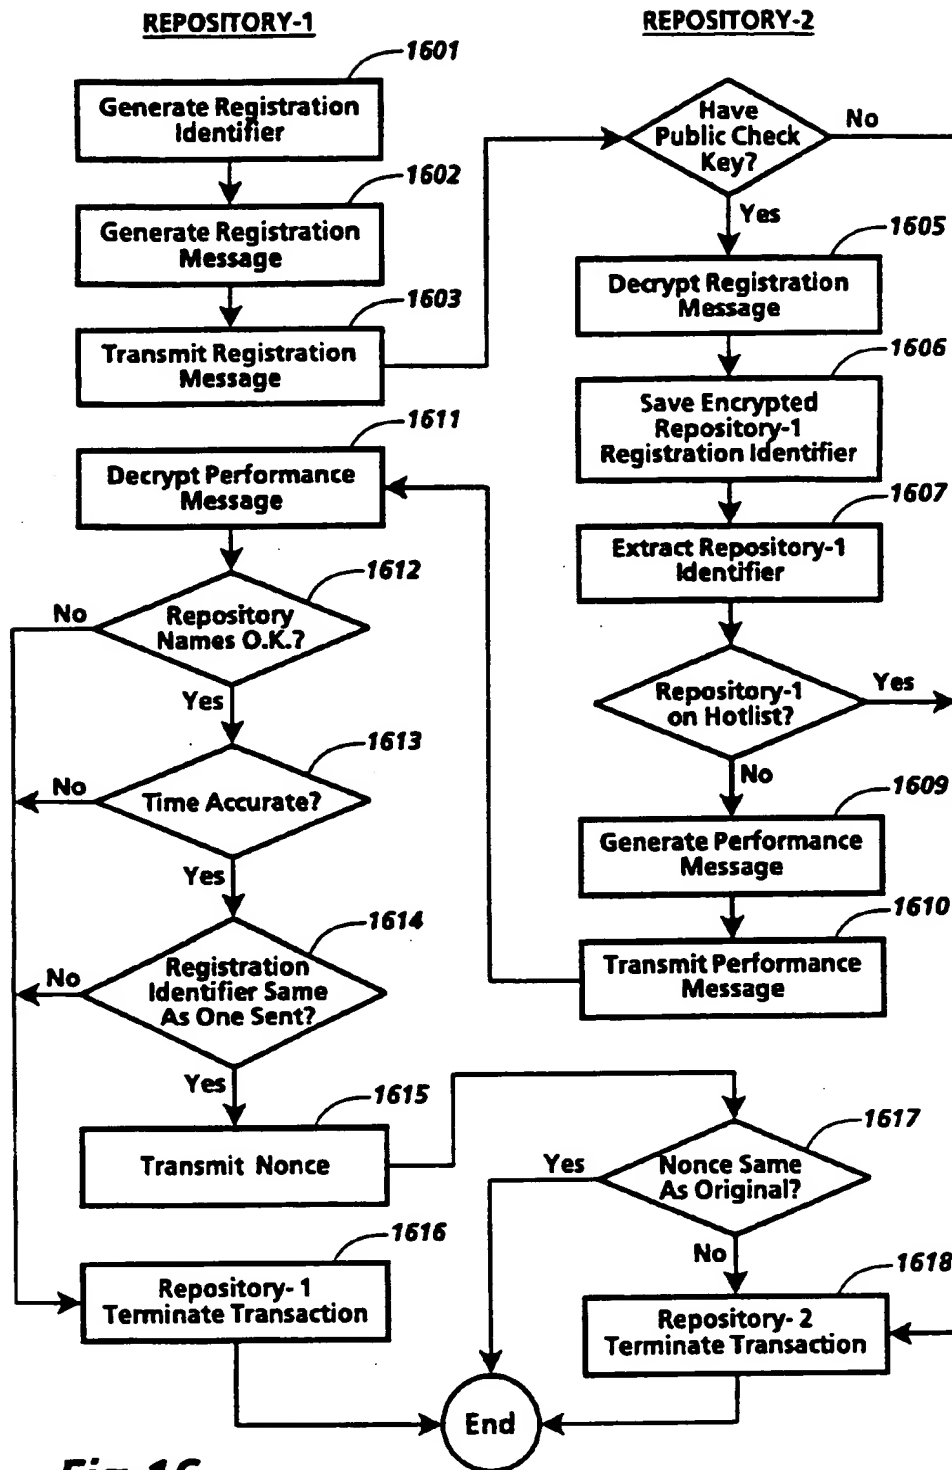 REPOSITORY-1
1601
Generate Registration
Identifier
1602
Generate Registration
Message
1603
Transmit Registration
Message
1611
Decrypt Performance
Message
1612
No
Repository
Names O.K.?
Yes
1613
No
Time Accurate?
Yes
1614
No
Registration
Identifier Same
As One Sent?
Yes
1615
Transmit Nonce
1616
Repository- 1
Terminate Transaction
REPOSITORY-2
Have
Public Check
Key?
No
Yes
1605
Decrypt Registration
Message
1606
Save Encrypted
Repository-1
Registration Identifier
1607
Extract Repository-1
Identifier
Repository-1
on Hotlist?
Yes
No
1609
Generate Performance
Message
1610
Transmit Performance
Message
1617
Yes
Nonce Same
As Original?
No
1618
Repository- 2
Terminate Transaction
End
Fig. 16